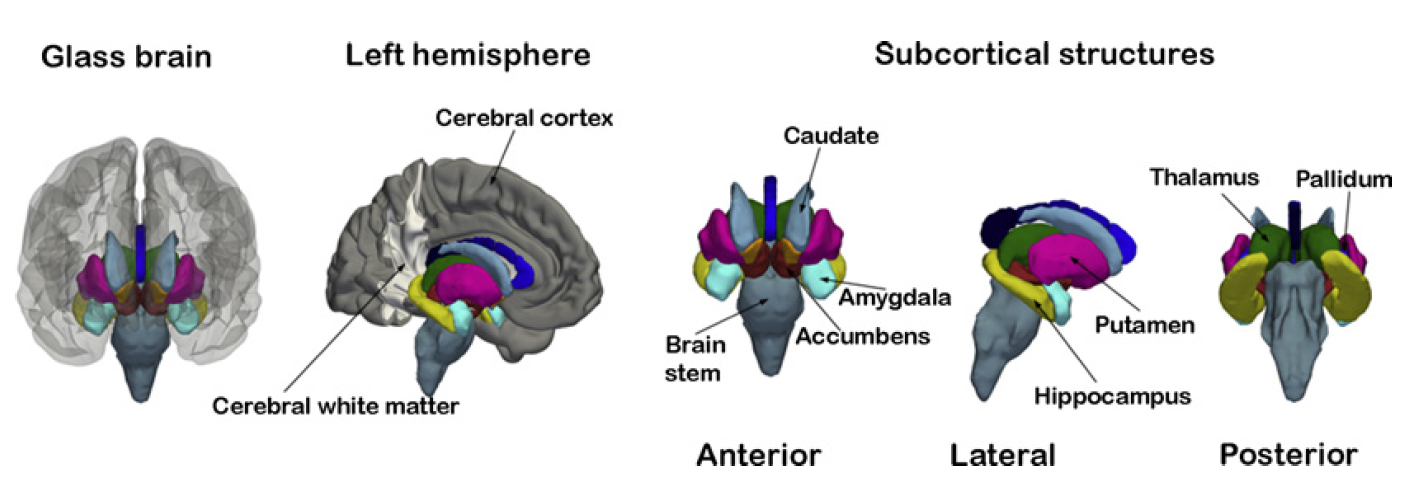 Glass brain
Left hemisphere
Subcortical structures
Cerebral cortex
Caudate
Thalamus
Pallidum
Amygdala
Accumbens
Brain
stem
Putamen
Hippocampus
Cerebral white matter
Anterior
Lateral
Posterior